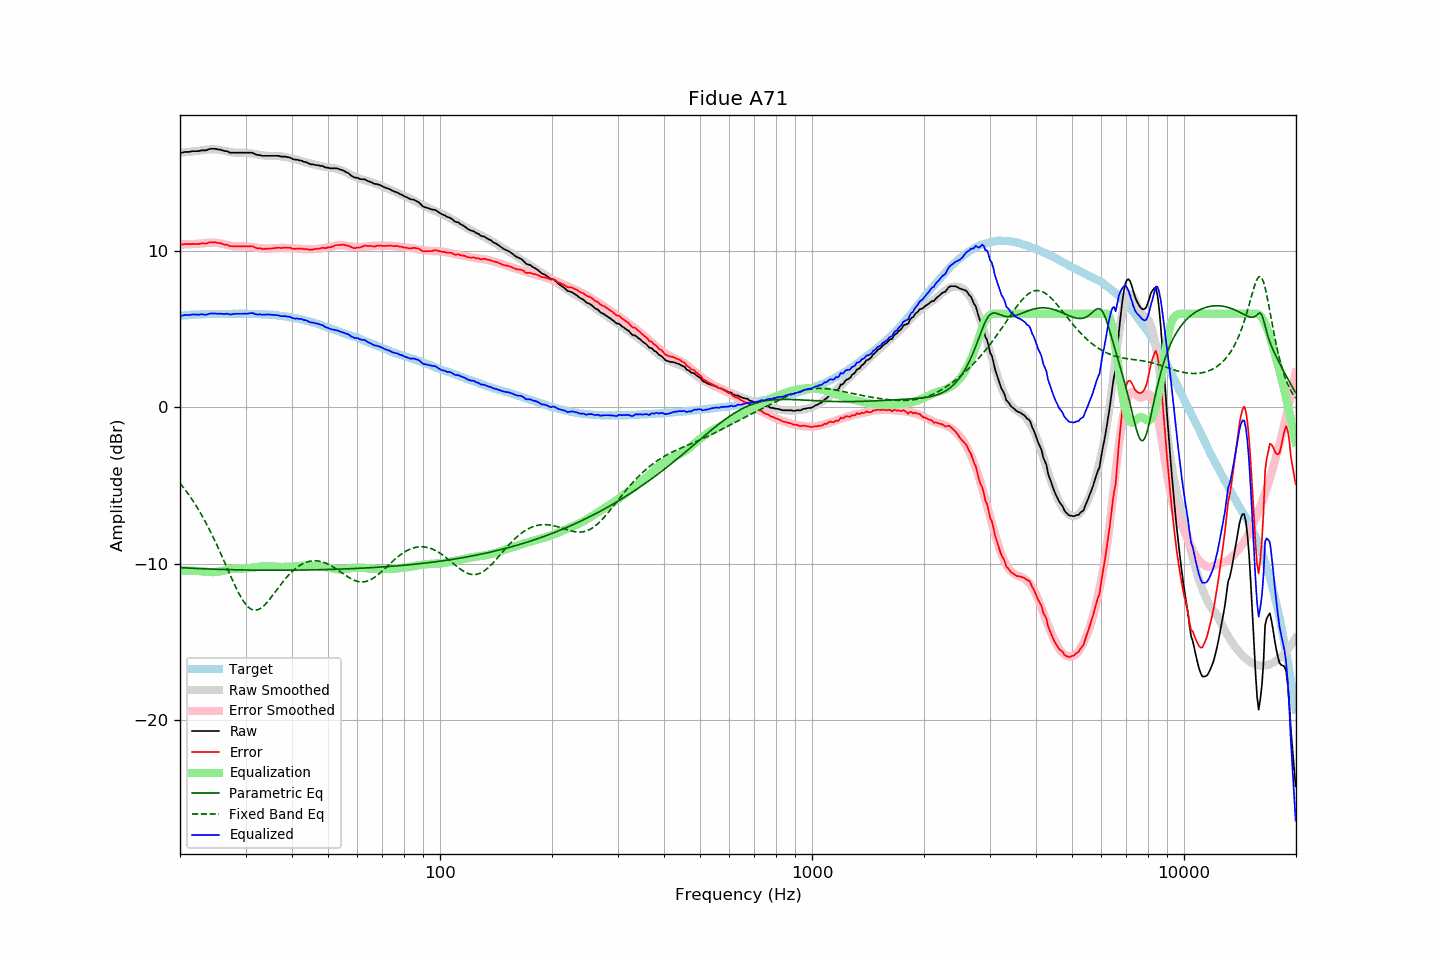 Fidue A71
Amplitude (dBr)
10
0
−10
−20
Target
Raw Smoothed
Error Smoothed
Raw
Error
Equalization
Parametric Eq
Fixed Band Eq
Equalized
100
1000
10000
Frequency (Hz)